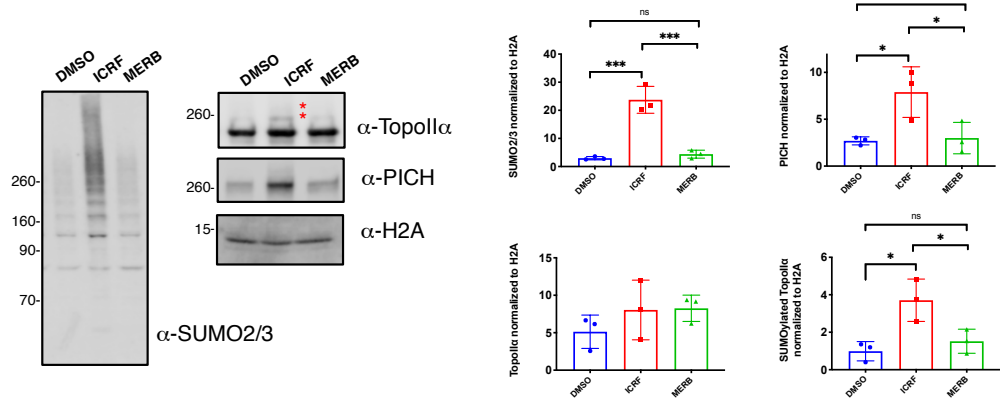 DMSO
ICRF
MERB
260-
160-
90-
70-
α-SUMO2/3
DMSO
ICRF
MERB
260-
*
*
α-TopoIIα
260-
α-PICH
15-
α-H2A
ns
***
***
SUMO2/3 normalized to H2A
40
30
20
10
0
DMSO
ICRF
MERB
*
*
PICH normalized to H2A
10
5
0
DMSO
ICRF
MERB
TopoIIα normalized to H2A
15
10
5
0
DMSO
ICRF
MERB
ns
*
*
SUMOylated TopoIIα
normalized to H2A
6
4
2
0
DMSO
ICRF
MERB